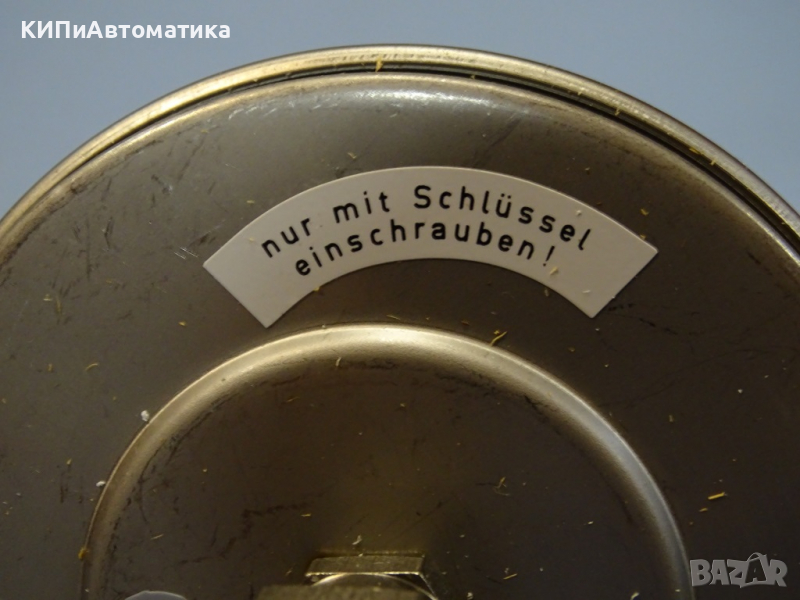 КИПиАвтоматика
nur mit Schlüssel
einschrauben!
BAZAR